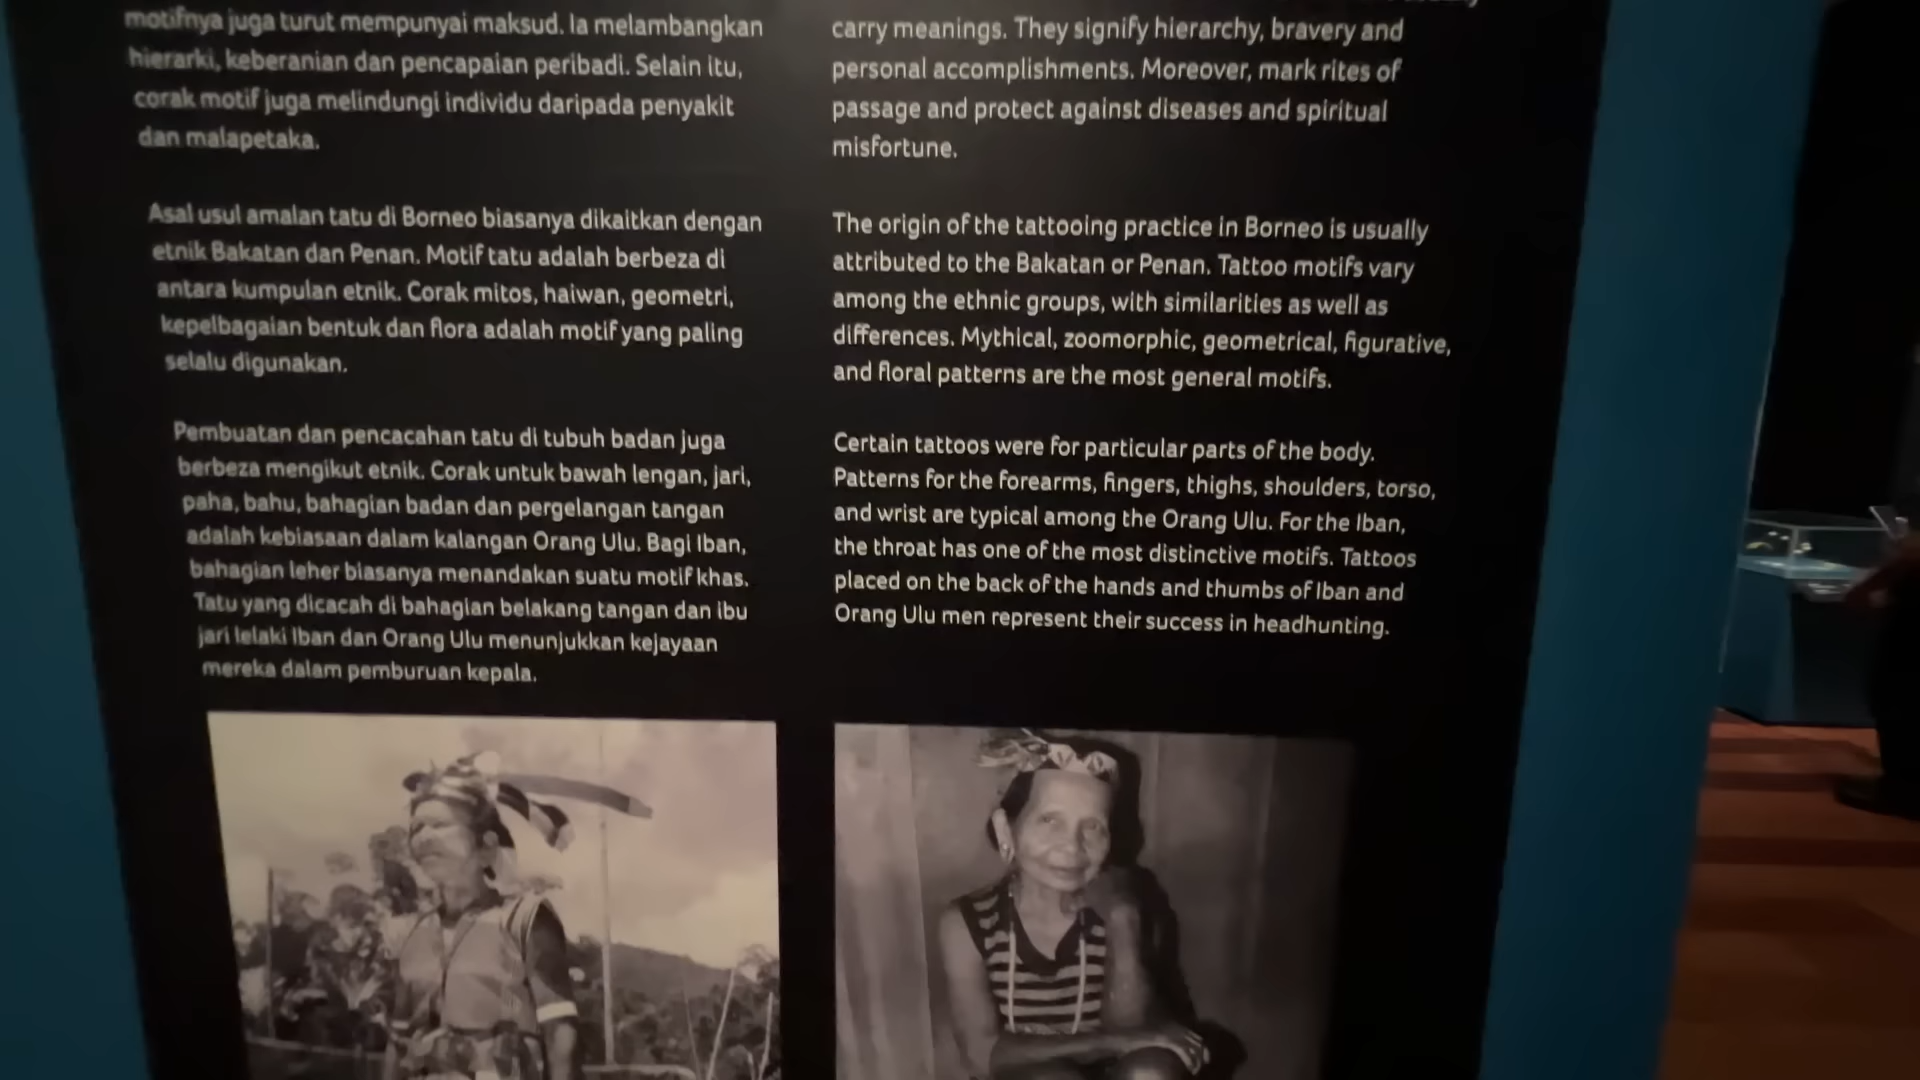 motifnya juga turut mempunyai maksud. Ia melambangkan
hierarki, keberanian dan pencapaian peribadi. Selain itu,
corak motif juga melindungi individu daripada penyakit
dan malapetaka.
Asal usul amalan tatu di Borneo biasanya dikaitkan dengan
etnik Bakatan dan Penan. Motif tatu adalah berbeza di
antara kumpulan etnik. Corak mitos, haiwan, geometri,
kepelbagaian bentuk dan flora adalah motif yang paling
selalu digunakan.
Pembuatan dan pencacahan tatu di tubuh badan juga
berbeza mengikut etnik. Corak untuk bawah lengan, jari,
paha, bahu, bahagian badan dan pergelangan tangan
adalah kebiasaan dalam kalangan Orang Ulu. Bagi Iban,
bahagian leher biasanya menandakan suatu motif khas.
Tatu yang dicacah di bahagian belakang tangan dan ibu
jari lelaki Iban dan Orang Ulu menunjukkan kejayaan
mereka dalam pemburuan kepala.
carry meanings. They signify hierarchy, bravery and
personal accomplishments. Moreover, mark rites of
passage and protect against diseases and spiritual
misfortune.
The origin of the tattooing practice in Borneo is usually
attributed to the Bakatan or Penan. Tattoo motifs vary
among the ethnic groups, with similarities as well as
differences. Mythical, zoomorphic, geometrical, figurative,
and floral patterns are the most general motifs.
Certain tattoos were for particular parts of the body.
Patterns for the forearms, fingers, thighs, shoulders, torso,
and wrist are typical among the Orang Ulu. For the Iban,
the throat has one of the most distinctive motifs. Tattoos
placed on the back of the hands and thumbs of Iban and
Orang Ulu men represent their success in headhunting.